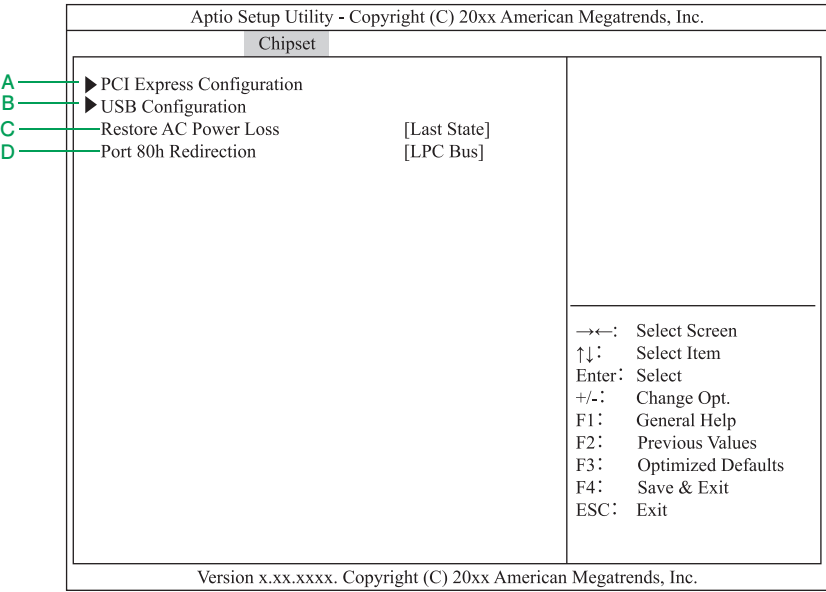 Aptio Setup Utility - Copyright (C) 20xx American Megatrends, Inc.
Chipset
A ▶ PCI Express Configuration
B ▶ USB Configuration
C Restore AC Power Loss [Last State]
D Port 80h Redirection [LPC Bus]
→←: Select Screen
↑↓: Select Item
Enter: Select
+/-: Change Opt.
F1: General Help
F2: Previous Values
F3: Optimized Defaults
F4: Save & Exit
ESC: Exit
Version x.xx.xxxx. Copyright (C) 20xx American Megatrends, Inc.